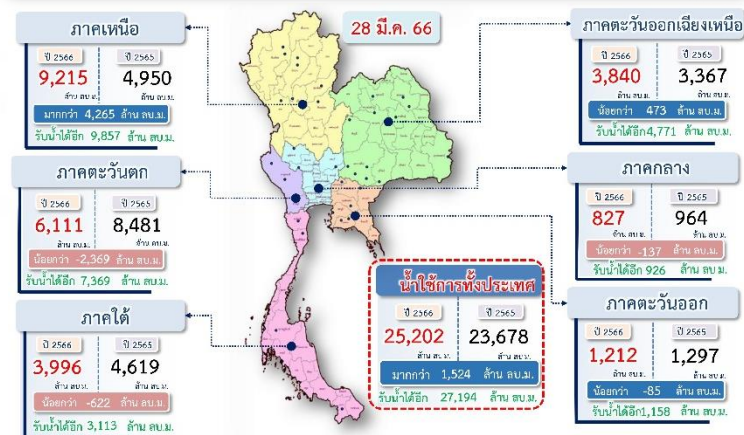 28 มี.ค. 66
ภาคเหนือ
ปี 2566 ปี 2565
9,215 4,950
ล้าน ลบ.ม. ล้าน ลบ.ม.
มากกว่า 4,265 ล้าน ลบ.ม.
รับน้ำได้อีก 9,857 ล้าน ลบ.ม.
ภาคตะวันตก
ปี 2566 ปี 2565
6,111 8,481
ล้าน ลบ.ม. ล้าน ลบ.ม.
น้อยกว่า -2,369 ล้าน ลบ.ม.
รับน้ำได้อีก 7,369 ล้าน ลบ.ม.
ภาคใต้
ปี 2566 ปี 2565
3,996 4,619
ล้าน ลบ.ม. ล้าน ลบ.ม.
น้อยกว่า -622 ล้าน ลบ.ม.
รับน้ำได้อีก 3,113 ล้าน ลบ.ม.
ภาคตะวันออกเฉียงเหนือ
ปี 2566 ปี 2565
3,840 3,367
ล้าน ลบ.ม. ล้าน ลบ.ม.
น้อยกว่า 473 ล้าน ลบ.ม.
รับน้ำได้อีก4,771 ล้าน ลบ.ม.
ภาคกลาง
ปี 2566 ปี 2565
827 964
ล้าน ลบ.ม. ล้าน ลบ.ม.
น้อยกว่า -137 ล้าน ลบ.ม.
รับน้ำได้อีก 926 ล้าน ลบ.ม.
ภาคตะวันออก
ปี 2566 ปี 2565
1,212 1,297
ล้าน ลบ.ม. ล้าน ลบ.ม.
น้อยกว่า -85 ล้าน ลบ.ม.
รับน้ำได้อีก1,158 ล้าน ลบ.ม.
น้ำใช้การทั้งประเทศ
ปี 2566 ปี 2565
25,202 23,678
ล้าน ลบ.ม. ล้าน ลบ.ม.
มากกว่า 1,524 ล้าน ลบ.ม.
รับน้ำได้อีก 27,194 ล้าน ลบ.ม.